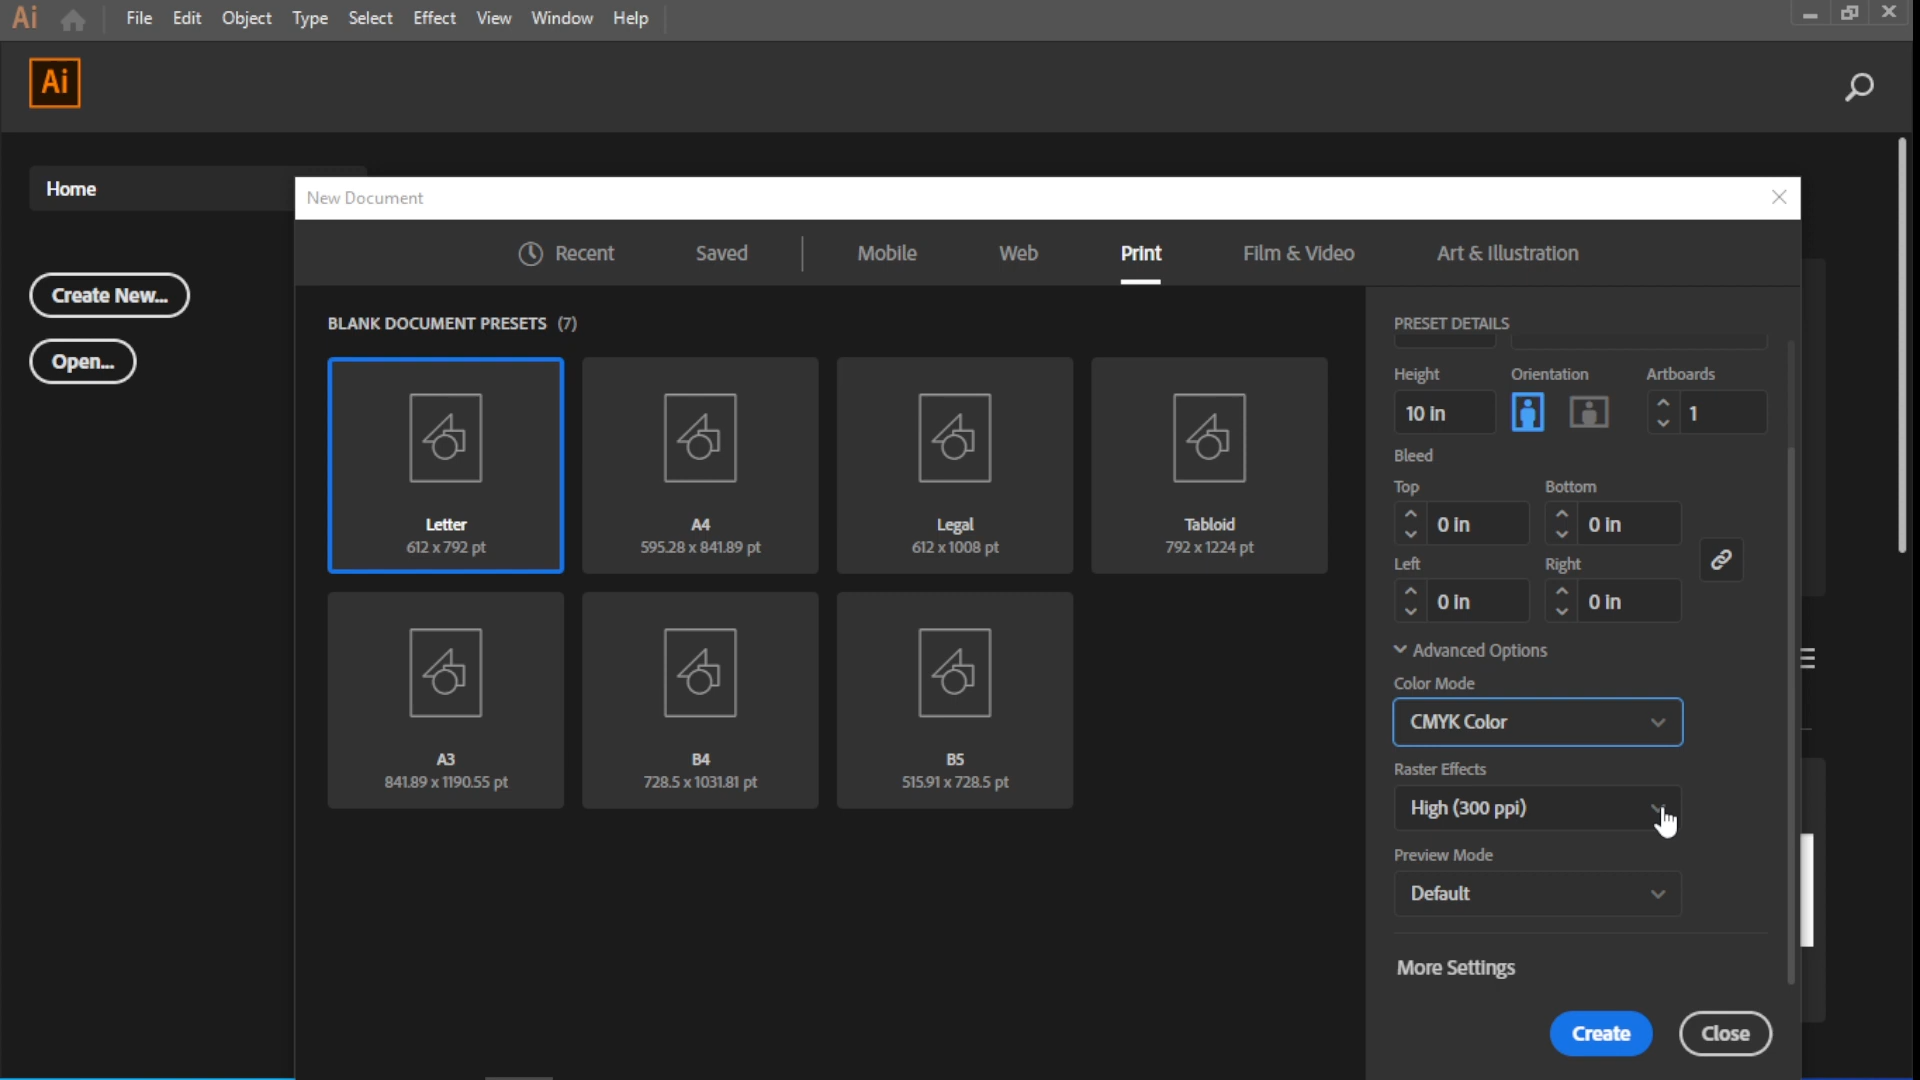 Ai File Edit Object Type Select Effect View Window Help
Ai
Home
Create New...
Open...
New Document
Recent Saved Mobile Web Print Film & Video Art & Illustration
BLANK DOCUMENT PRESETS (7)
Letter
612 x 792 pt
A4
595.28 x 841.89 pt
Legal
612 x 1008 pt
Tabloid
792 x 1224 pt
A3
841.89 x 1190.55 pt
B4
728.5 x 1031.81 pt
B5
515.91 x 728.5 pt
PRESET DETAILS
Height Orientation Artboards
10 in 1
Bleed
Top Bottom
0 in 0 in
Left Right
0 in 0 in
Advanced Options
Color Mode
CMYK Color
Raster Effects
High (300 ppi)
Preview Mode
Default
More Settings
Create Close